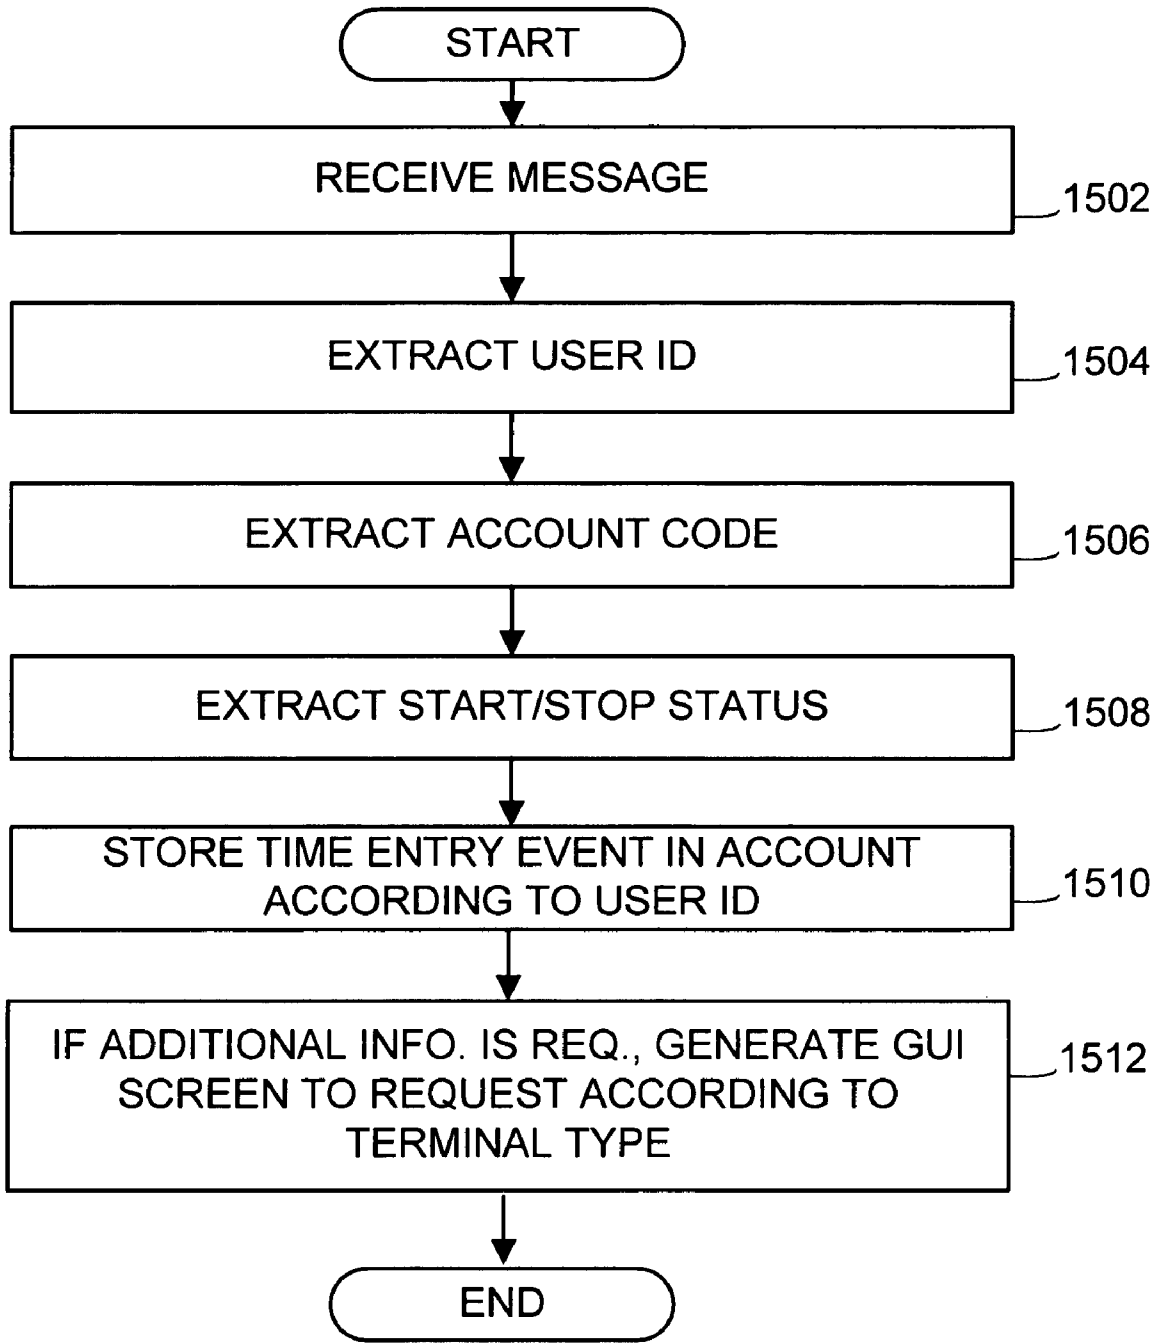 START
RECEIVE MESSAGE
1502
EXTRACT USER ID
1504
EXTRACT ACCOUNT CODE
1506
EXTRACT START/STOP STATUS
1508
STORE TIME ENTRY EVENT IN ACCOUNT
ACCORDING TO USER ID
1510
IF ADDITIONAL INFO. IS REQ., GENERATE GUI
SCREEN TO REQUEST ACCORDING TO
TERMINAL TYPE
1512
END